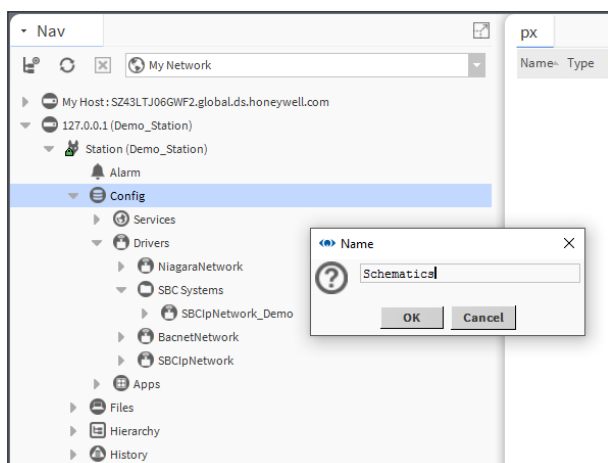 Nav
px
My Network
Name Type
My Host : SZ43LTJ06GWF2.global.ds.honeywell.com
127.0.0.1 (Demo_Station)
Station (Demo_Station)
Alarm
Config
Services
Drivers
Name
NiagaraNetwork
Schematics
SBC Systems
SBCIpNetwork_Demo
OK Cancel
BacnetNetwork
SBCIpNetwork
Apps
Files
Hierarchy
History